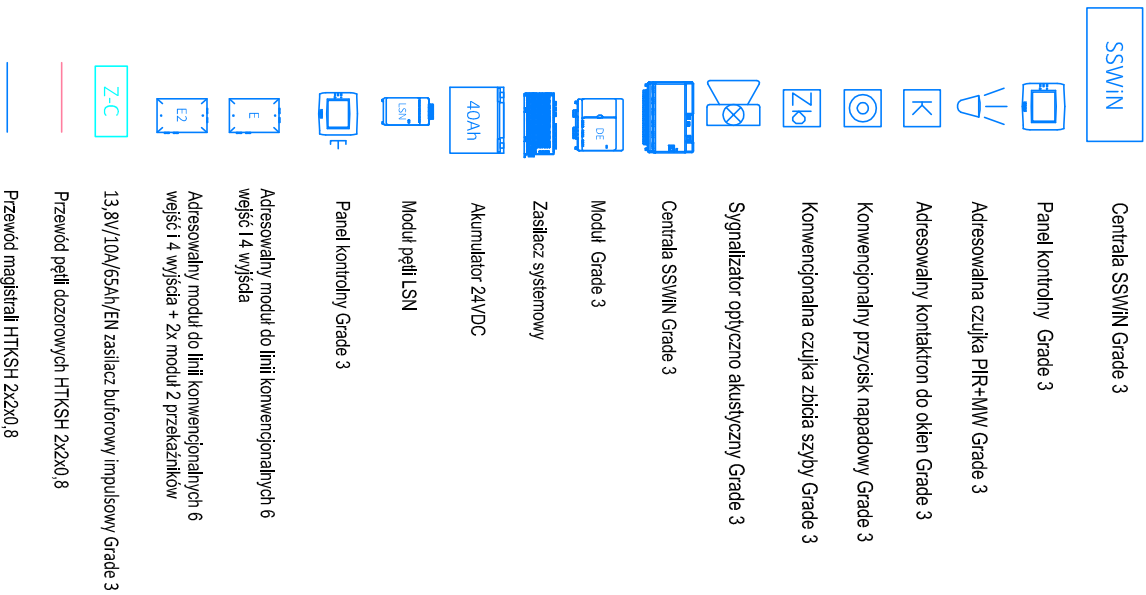 SSWiN
Centrala SSWiN Grade 3
Panel kontrolny Grade 3
Adresowalna czujka PIR+MW Grade 3
K
Adresowalny kontaktron do okien Grade 3
Konwencjonalny przycisk napadowy Grade 3
Zb
Konwencjonalna czujka zbicia szyby Grade 3
Sygnalizator optyczno akustyczny Grade 3
Centrala SSWiN Grade 3
DE
Moduł Grade 3
Zasilacz systemowy
40Ah
Akumulator 24VDC
LSN
Moduł pętli LSN
E
Panel kontrolny Grade 3
E
Adresowalny moduł do linii konwencjonalnych 6
wejść I 4 wyjścia
E2
Adresowalny moduł do linii konwencjonalnych 6
wejść i 4 wyjścia + 2x moduł 2 przekaźników
Z-C
13,8V/10A/65Ah/EN zasilacz buforowy impulsowy Grade 3
Przewód pętli dozorowych HTKSH 2x2x0,8
Przewód magistrali HTKSH 2x2x0,8